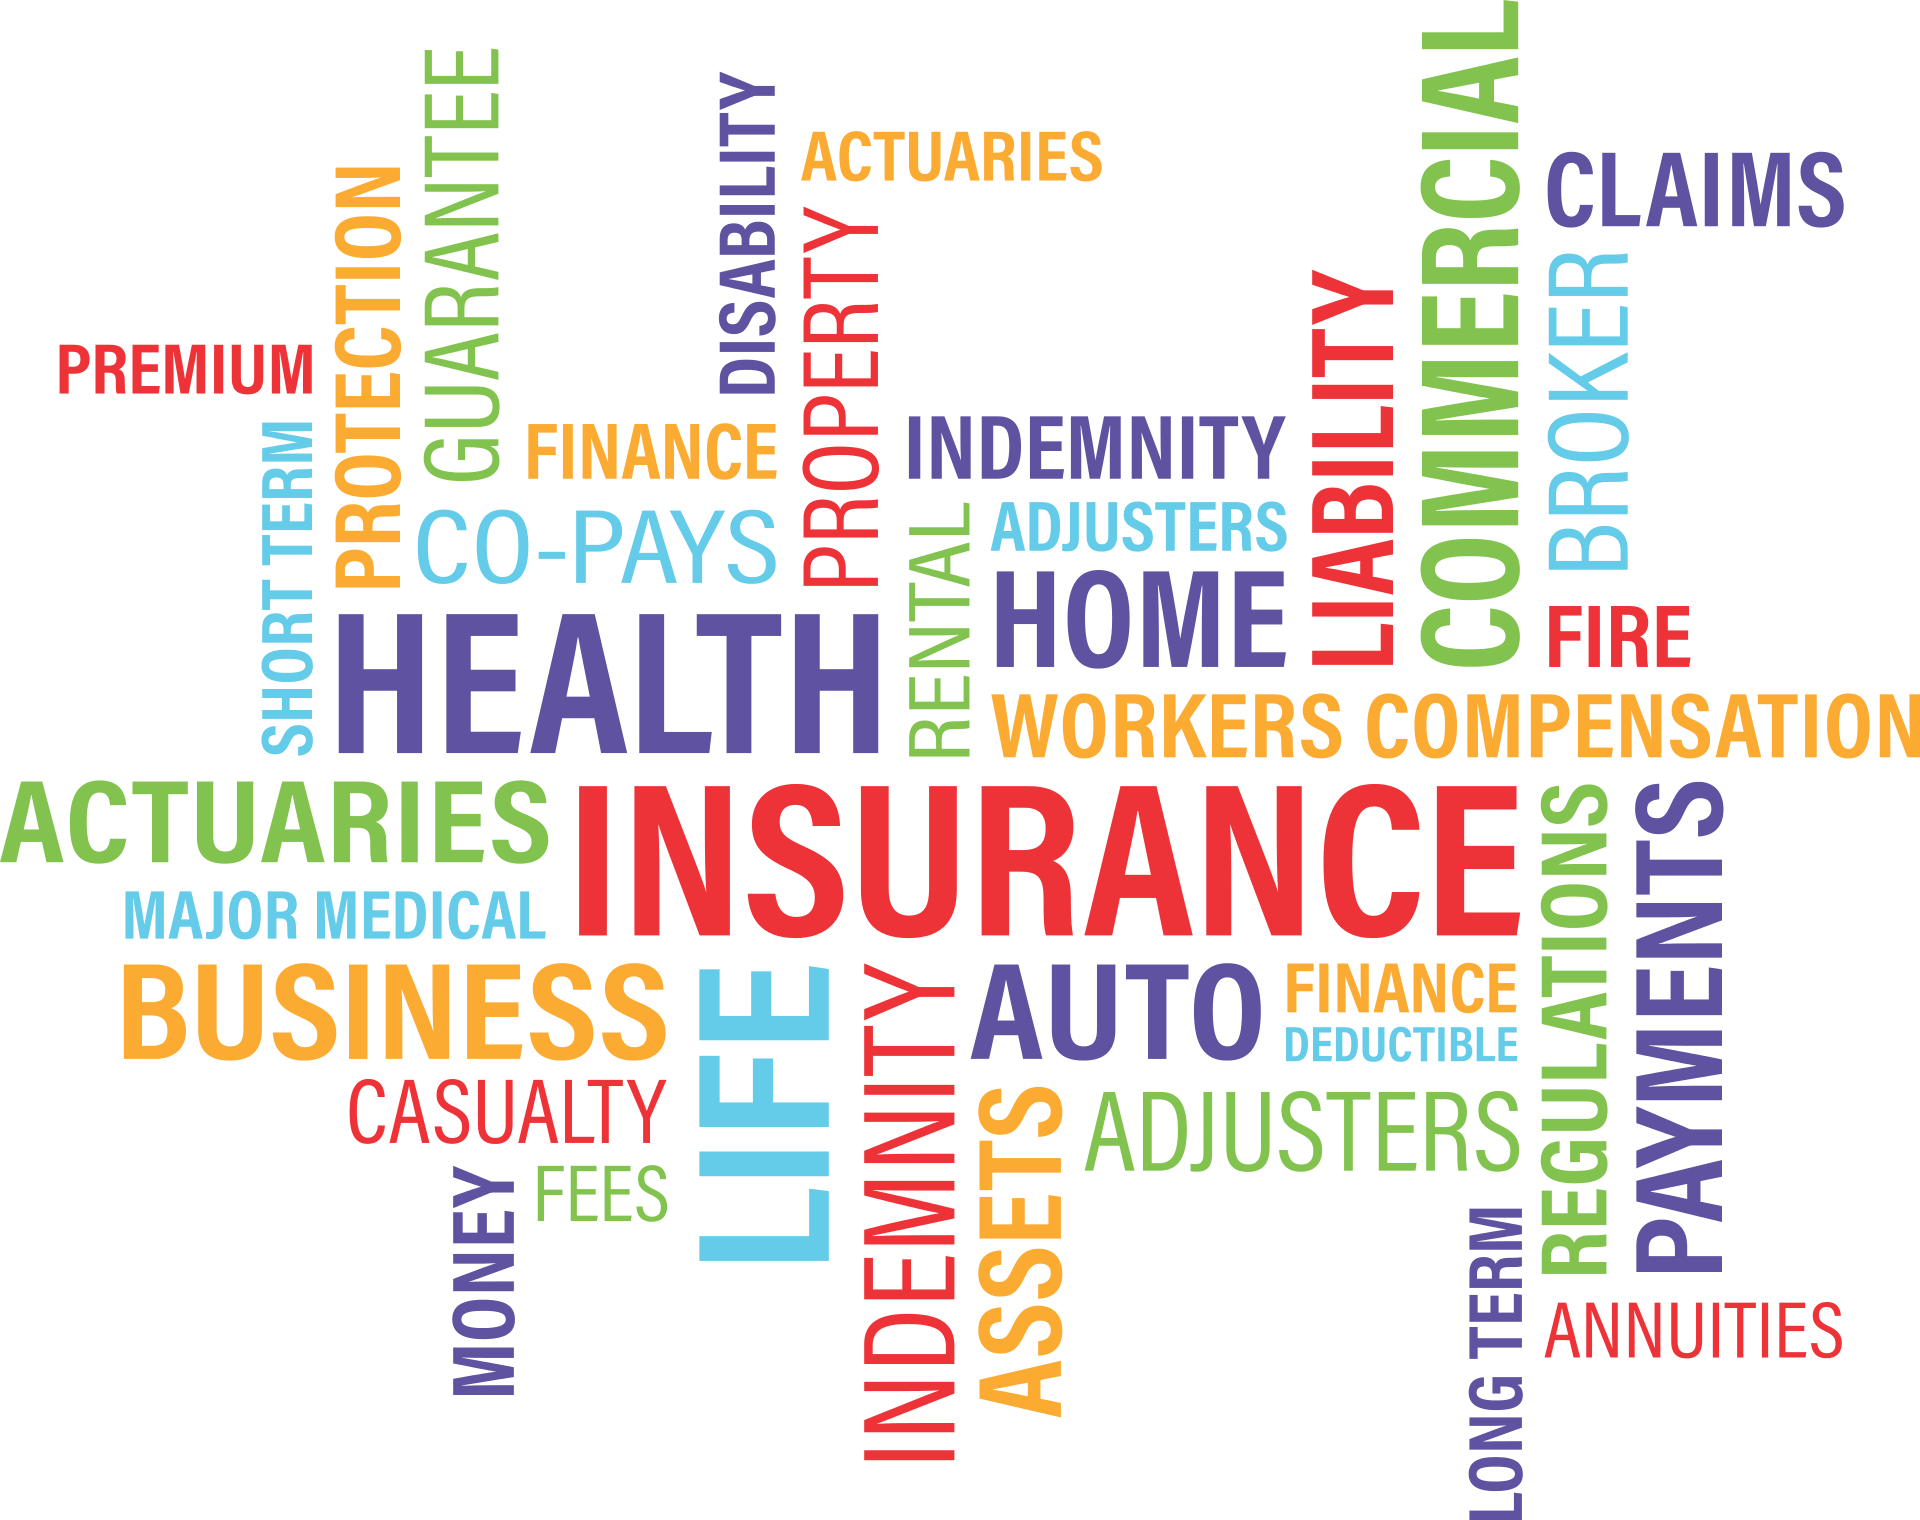 COMMERCIAL
GUARANTEE
DISABILITY
ACTUARIES
CLAIMS
PROTECTION
PROPERTY
BROKER
LIABILITY
PREMIUM
SHORT TERM
FINANCE
INDEMNITY
CO-PAYS
RENTAL
ADJUSTERS
HOME
FIRE
HEALTH
WORKERS COMPENSATION
ACTUARIES
INSURANCE
REGULATIONS
PAYMENTS
MAJOR MEDICAL
BUSINESS
LIFE
INDEMNITY
AUTO
FINANCE
DEDUCTIBLE
CASUALTY
ASSETS
ADJUSTERS
MONEY
FEES
LONG TERM
ANNUITIES